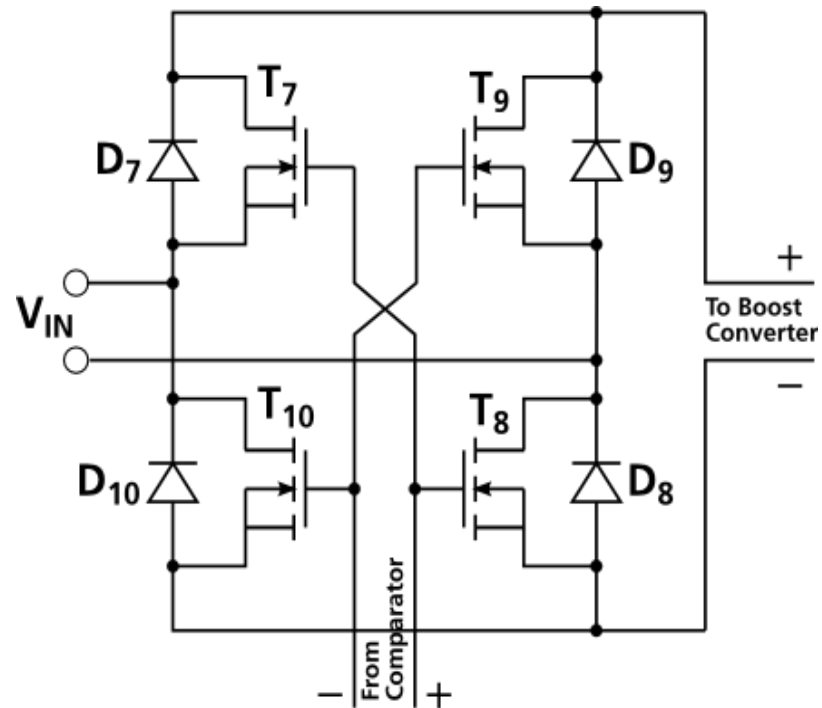 T7
T9
D7
D9
+
VIN
To Boost
Converter
−
T10
T8
D10
D8
From
Comparator
− +